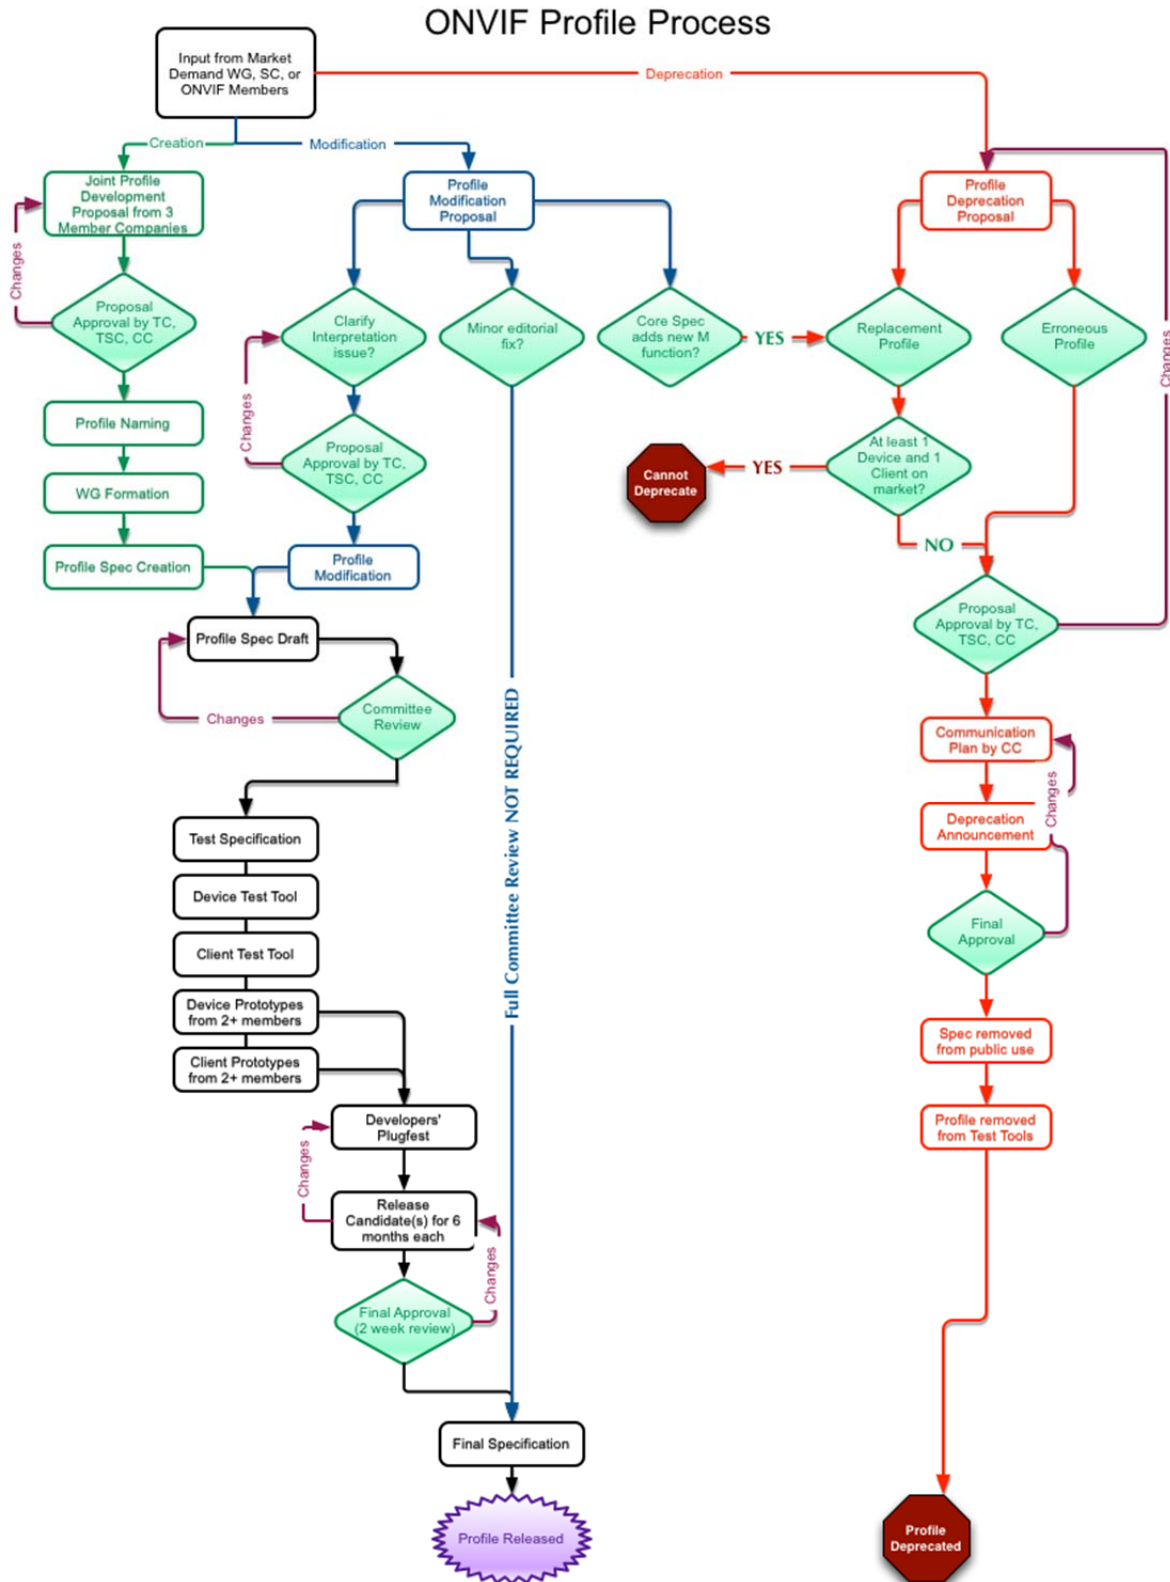 ONVIF Profile Process
Input from Market
Demand WG, SC, or
ONVIF Members
Deprecation
Creation
Modification
Joint Profile
Development
Proposal from 3
Member Companies
Profile
Modification
Proposal
Profile
Deprecation
Proposal
Changes
Proposal
Approval by TC,
TSC, CC
Clarify
Interpretation
issue?
Minor editorial
fix?
Core Spec
adds new M
function?
YES
Replacement
Profile
Erroneous
Profile
Changes
Profile Naming
Changes
Proposal
Approval by TC,
TSC, CC
Cannot
Deprecate
YES
At least 1
Device and 1
Client on
market?
WG Formation
NO
Profile Spec Creation
Profile
Modification
Proposal
Approval by TC,
TSC, CC
Profile Spec Draft
Changes
Committee
Review
Full Committee Review NOT REQUIRED
Communication
Plan by CC
Changes
Deprecation
Announcement
Test Specification
Device Test Tool
Client Test Tool
Final
Approval
Device Prototypes
from 2+ members
Client Prototypes
from 2+ members
Spec removed
from public use
Developers'
Plugfest
Profile removed
from Test Tools
Changes
Release
Candidate(s) for 6
months each
Changes
Final Approval
(2 week review)
Final Specification
Profile Released
Profile
Deprecated